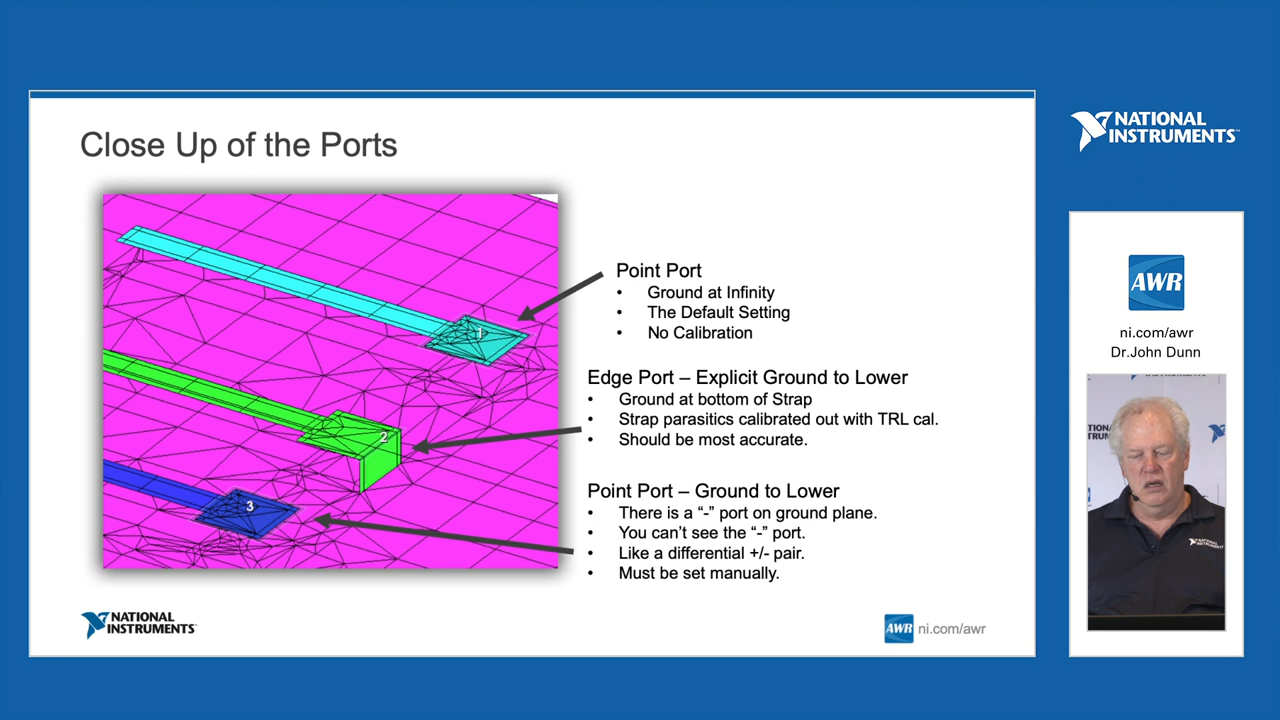 Close Up of the Ports
1
2
3
Point Port
• Ground at Infinity
• The Default Setting
• No Calibration
Edge Port – Explicit Ground to Lower
• Ground at bottom of Strap
• Strap parasitics calibrated out with TRL cal.
• Should be most accurate.
Point Port – Ground to Lower
• There is a “-” port on ground plane.
• You can’t see the “-” port.
• Like a differential +/- pair.
• Must be set manually.
NATIONAL
INSTRUMENTS
AWR ni.com/awr
NATIONAL
INSTRUMENTS™
AWR
ni.com/awr
Dr.John Dunn